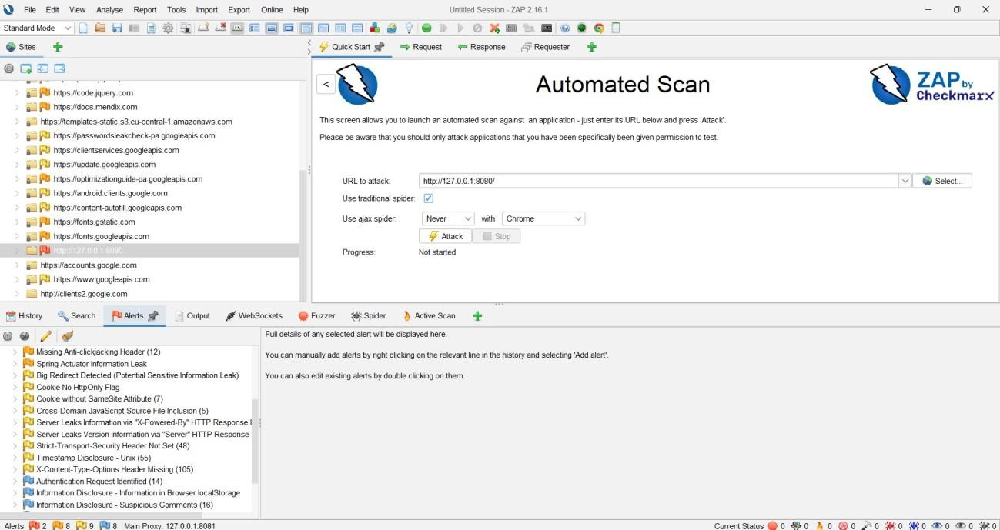 Untitled Session - ZAP 2.16.1
File Edit View Analyse Report Tools Import Export Online Help
Standard Mode
Sites
Quick Start Request Response Requester
https://code.jquery.com
https://docs.mendix.com
https://templates-static.s3.eu-central-1.amazonaws.com
https://passwordsleakcheck-pa.googleapis.com
https://clientservices.googleapis.com
https://update.googleapis.com
https://optimizationguide-pa.googleapis.com
https://android.clients.google.com
https://content-autofill.googleapis.com
https://fonts.gstatic.com
https://fonts.googleapis.com
http://127.0.0.1:8080
https://accounts.google.com
https://www.googleapis.com
http://clients2.google.com
<
Automated Scan
ZAP by
Checkmarx
This screen allows you to launch an automated scan against an application - just enter its URL below and press 'Attack'.
Please be aware that you should only attack applications that you have been specifically been given permission to test.
URL to attack: http://127.0.0.1:8080/ Select...
Use traditional spider:
Use ajax spider: Never with Chrome
Attack Stop
Progress: Not started
History Search Alerts Output WebSockets Fuzzer Spider Active Scan
Missing Anti-clickjacking Header (12)
Spring Actuator Information Leak
Big Redirect Detected (Potential Sensitive Information Leak)
Cookie No HttpOnly Flag
Cookie without SameSite Attribute (7)
Cross-Domain JavaScript Source File Inclusion (5)
Server Leaks Information via "X-Powered-By" HTTP Response
Server Leaks Version Information via "Server" HTTP Response
Strict-Transport-Security Header Not Set (48)
Timestamp Disclosure - Unix (55)
X-Content-Type-Options Header Missing (105)
Authentication Request Identified (14)
Information Disclosure - Information in Browser localStorage
Information Disclosure - Suspicious Comments (16)
Full details of any selected alert will be displayed here.
You can manually add alerts by right clicking on the relevant line in the history and selecting 'Add alert'.
You can also edit existing alerts by double clicking on them.
Alerts 2 8 9 8 Main Proxy: 127.0.0.1:8081
Current Status 0 0 0 0 0 0 0 0 0 0